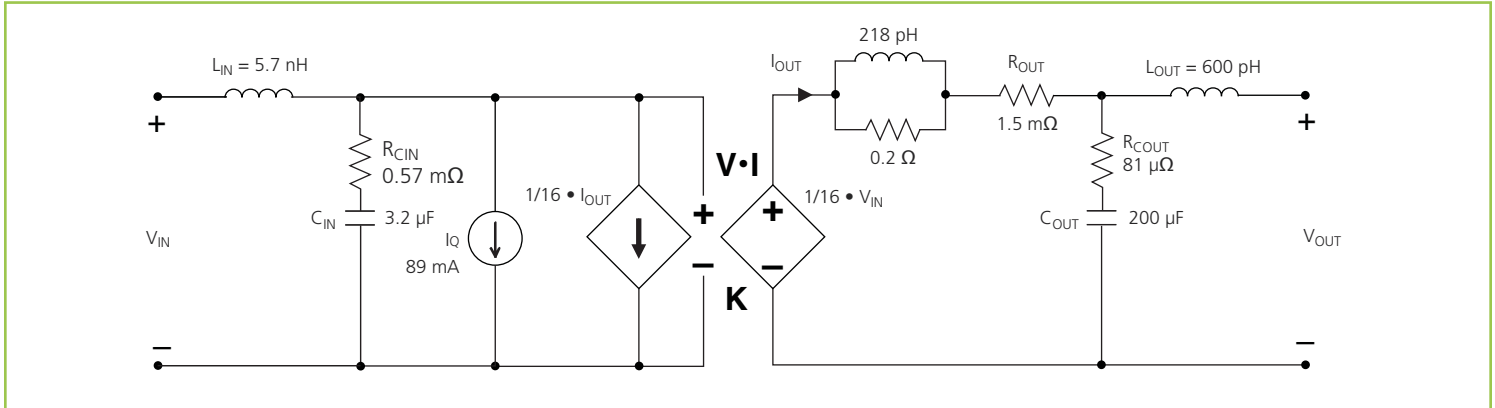 L_IN = 5.7 nH
+
R_CIN
0.57 mΩ
C_IN
3.2 µF
V_IN
I_Q
89 mA
1/16 • I_OUT
–
+
–
V•I
K
1/16 • V_IN
+
–
I_OUT
218 pH
0.2 Ω
R_OUT
1.5 mΩ
L_OUT = 600 pH
+
R_COUT
81 µΩ
C_OUT
200 µF
V_OUT
–